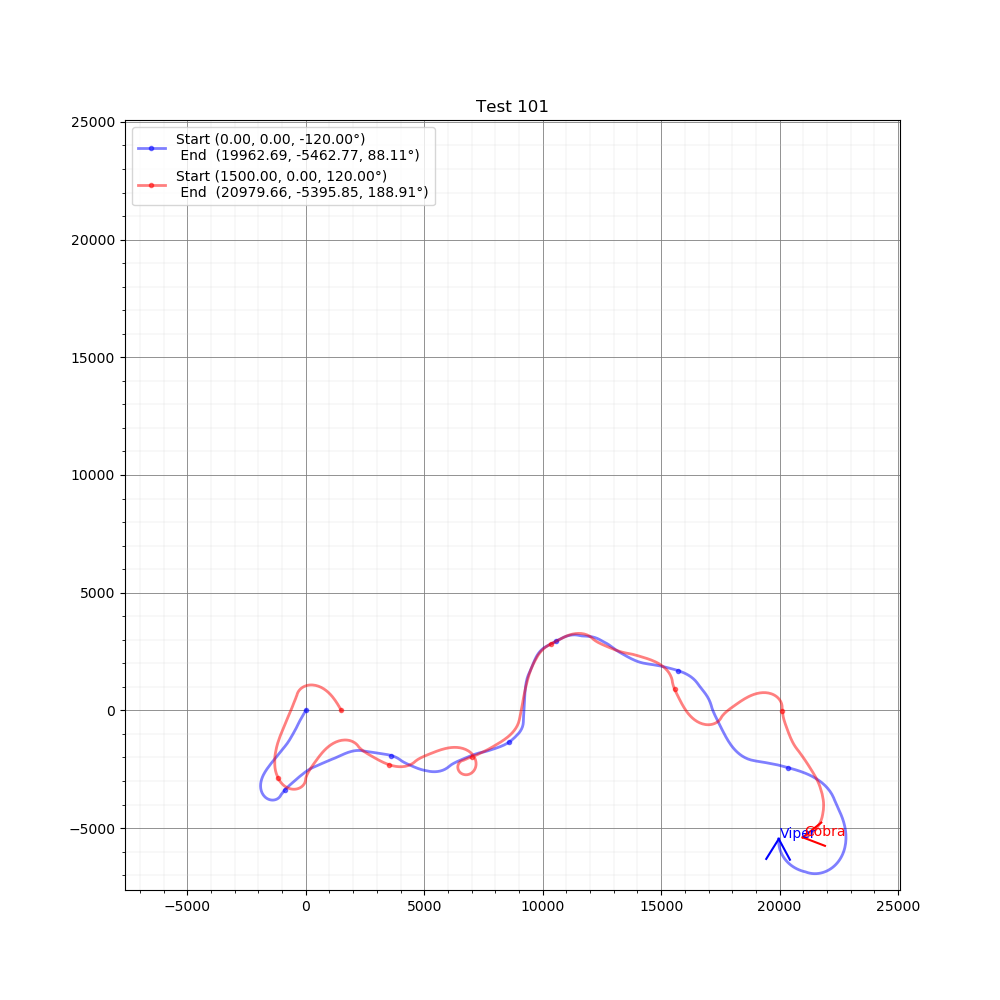 Test 101
Start (0.00, 0.00, -120.00°)
End (19962.69, -5462.77, 88.11°)
Start (1500.00, 0.00, 120.00°)
End (20979.66, -5395.85, 188.91°)
25000
20000
15000
10000
5000
0
−5000
Viper
Cobra
−5000
0
5000
10000
15000
20000
25000